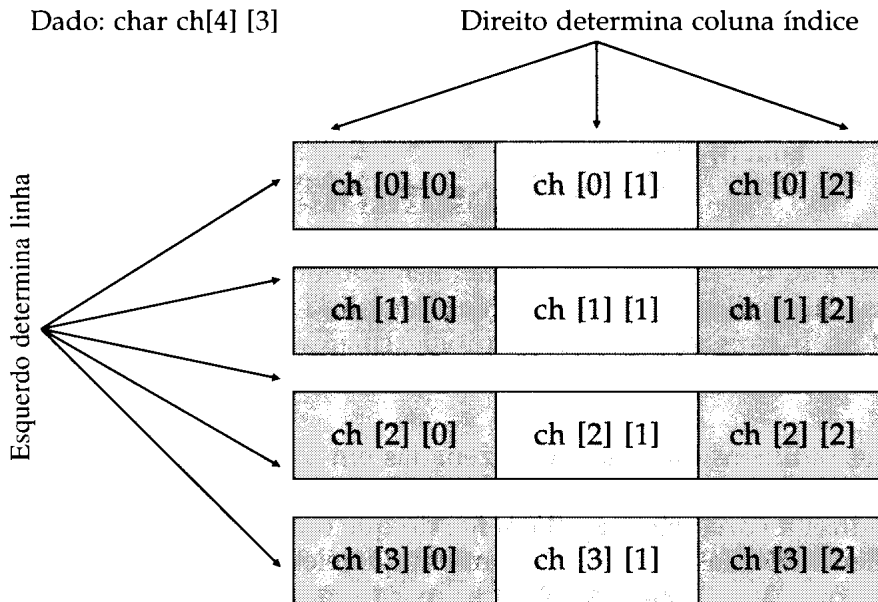 Dado: char ch[4] [3]
Direito determina coluna índice
Esquerdo determina linha
ch [0] [0] ch [0] [1] ch [0] [2]
ch [1] [0] ch [1] [1] ch [1] [2]
ch [2] [0] ch [2] [1] ch [2] [2]
ch [3] [0] ch [3] [1] ch [3] [2]